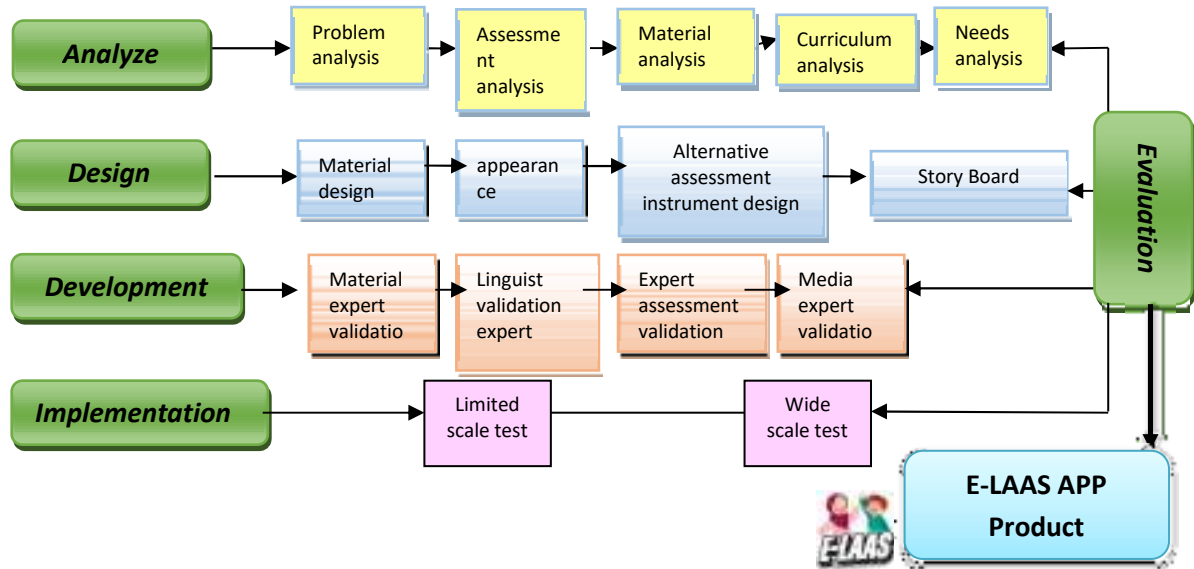 Analyze
Problem
analysis
Assessme
nt
analysis
Material
analysis
Curriculum
analysis
Needs
analysis
Evaluation
Design
Material
design
appearan
ce
Alternative
assessment
instrument design
Story Board
Development
Material
expert
validatio
Linguist
validation
expert
Expert
assessment
validation
Media
expert
validatio
Implementation
Limited
scale test
Wide
scale test
E-LAAS APP
Product
E-LAAS